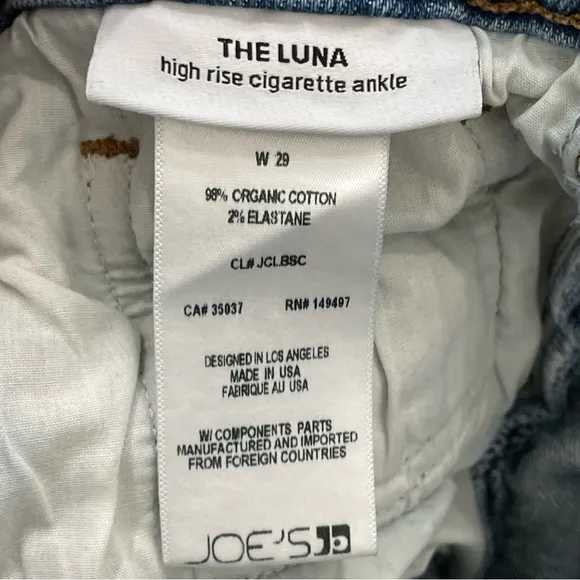 THE LUNA
high rise cigarette ankle
W 29
98% ORGANIC COTTON
2% ELASTANE
CL# JCLBSC
CA# 35037 RN# 149497
DESIGNED IN LOS ANGELES
MADE IN USA
FABRIQUE AU USA
W/ COMPONENTS PARTS
MANUFACTURED AND IMPORTED
FROM FOREIGN COUNTRIES
JOE'S